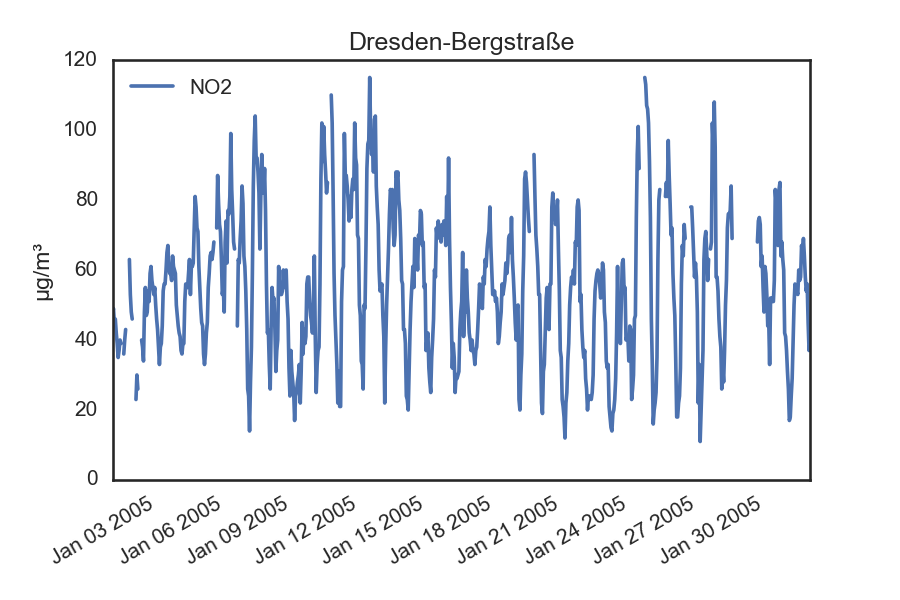 Dresden-Bergstraße
120
100
80
60
40
20
0
µg/m³
NO2
Jan 03 2005
Jan 06 2005
Jan 09 2005
Jan 12 2005
Jan 15 2005
Jan 18 2005
Jan 21 2005
Jan 24 2005
Jan 27 2005
Jan 30 2005